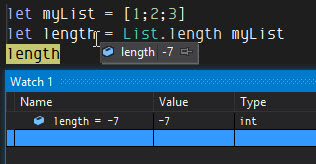 let myList = [1;2;3]
let length = List.length myList
length
length -7
Watch 1
Name Value Type
length = -7 -7 int